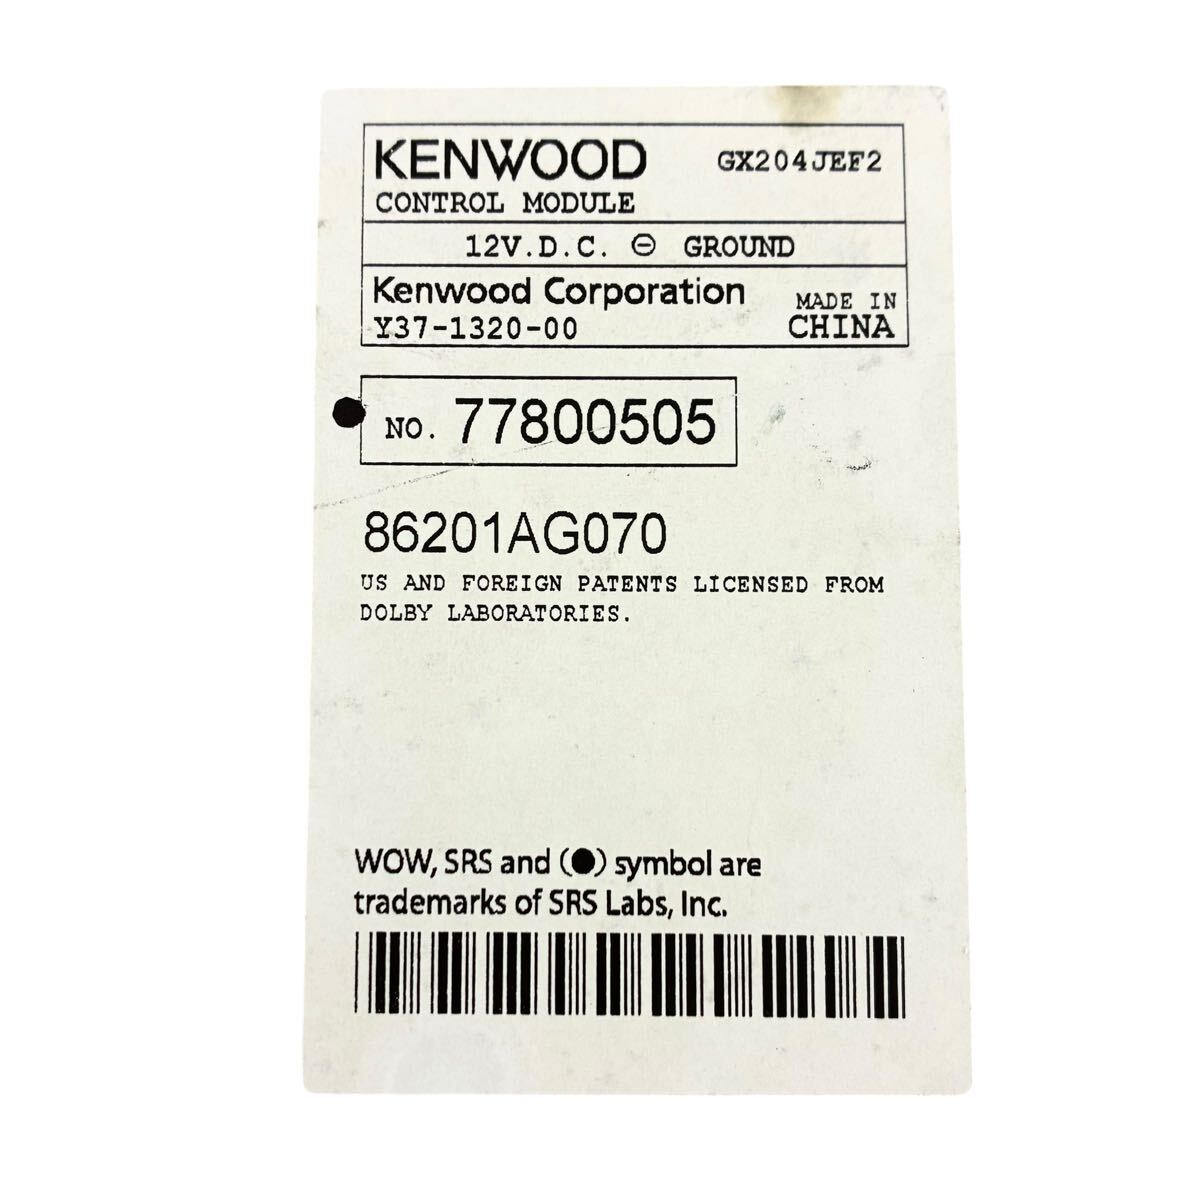 KENWOOD GX204JEF2
CONTROL MODULE
12V.D.C. ⊖ GROUND
Kenwood Corporation MADE IN
Y37-1320-00 CHINA
NO. 77800505
86201AG070
US AND FOREIGN PATENTS LICENSED FROM
DOLBY LABORATORIES.
WOW, SRS and (●) symbol are
trademarks of SRS Labs, Inc.